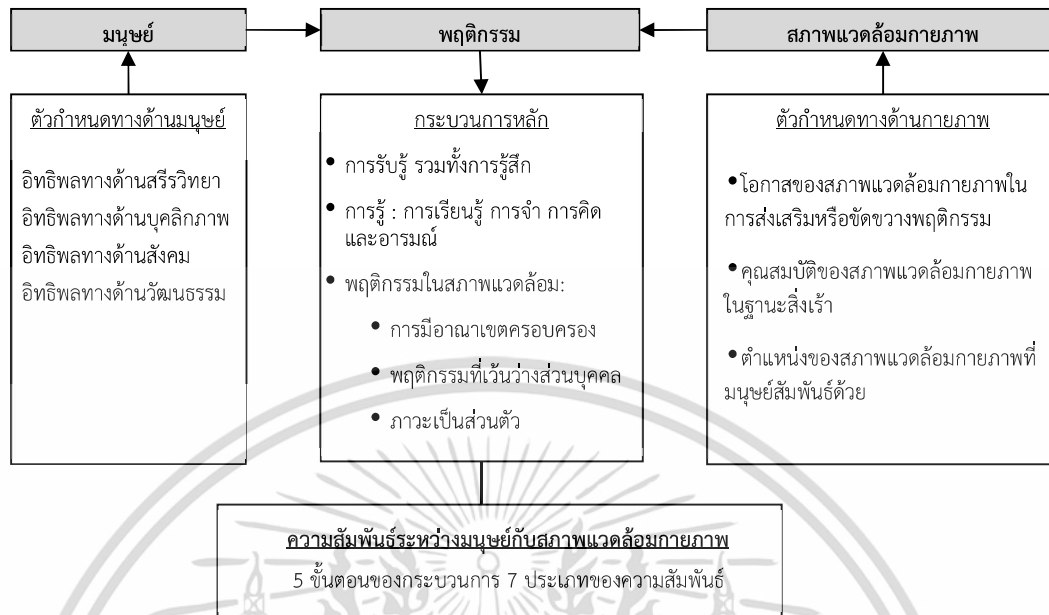 มนุษย์
พฤติกรรม
สภาพแวดล้อมกายภาพ
ตัวกำหนดทางด้านมนุษย์
อิทธิพลทางด้านสรีรวิทยา
อิทธิพลทางด้านบุคลิกภาพ
อิทธิพลทางด้านสังคม
อิทธิพลทางด้านวัฒนธรรม
กระบวนการหลัก
• การรับรู้ รวมทั้งการรู้สึก
• การรู้ : การเรียนรู้ การจำ การคิด
และอารมณ์
• พฤติกรรมในสภาพแวดล้อม:
• การมีอาณาเขตครอบครอง
• พฤติกรรมที่เว้นว่างส่วนบุคคล
• ภาวะเป็นส่วนตัว
ตัวกำหนดทางด้านกายภาพ
•โอกาสของสภาพแวดล้อมกายภาพใน
การส่งเสริมหรือขัดขวางพฤติกรรม
•คุณสมบัติของสภาพแวดล้อมกายภาพ
ในฐานะสิ่งเร้า
•ตำแหน่งของสภาพแวดล้อมกายภาพที่
มนุษย์สัมพันธ์ด้วย
ความสัมพันธ์ระหว่างมนุษย์กับสภาพแวดล้อมกายภาพ
5 ขั้นตอนของกระบวนการ 7 ประเภทของความสัมพันธ์